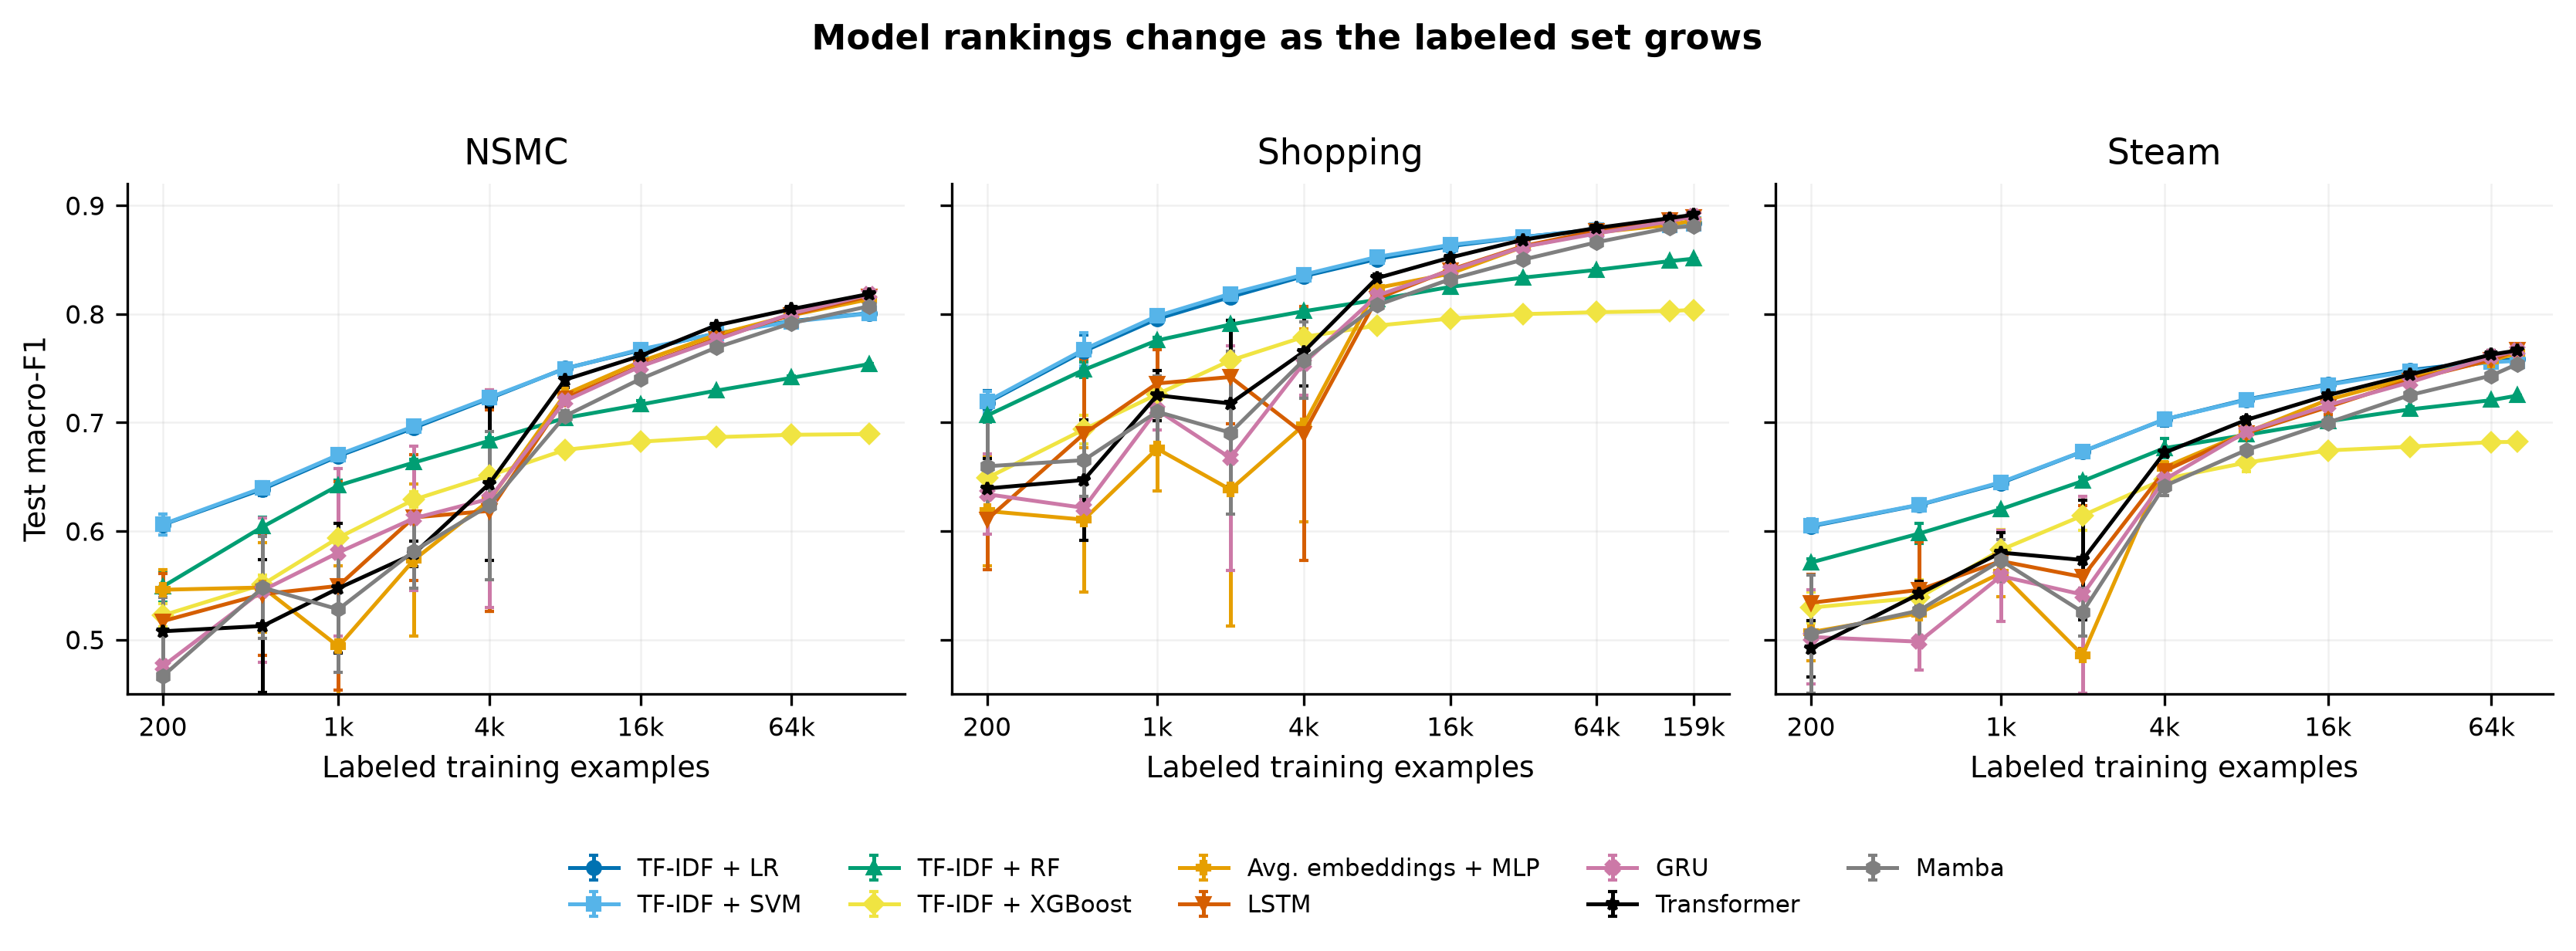 Model rankings change as the labeled set grows
NSMC
Shopping
Steam
Test macro-F1
0.9
0.8
0.7
0.6
0.5
200 1k 4k 16k 64k
200 1k 4k 16k 64k 159k
200 1k 4k 16k 64k
Labeled training examples
Labeled training examples
Labeled training examples
TF-IDF + LR
TF-IDF + SVM
TF-IDF + RF
TF-IDF + XGBoost
Avg. embeddings + MLP
LSTM
GRU
Transformer
Mamba